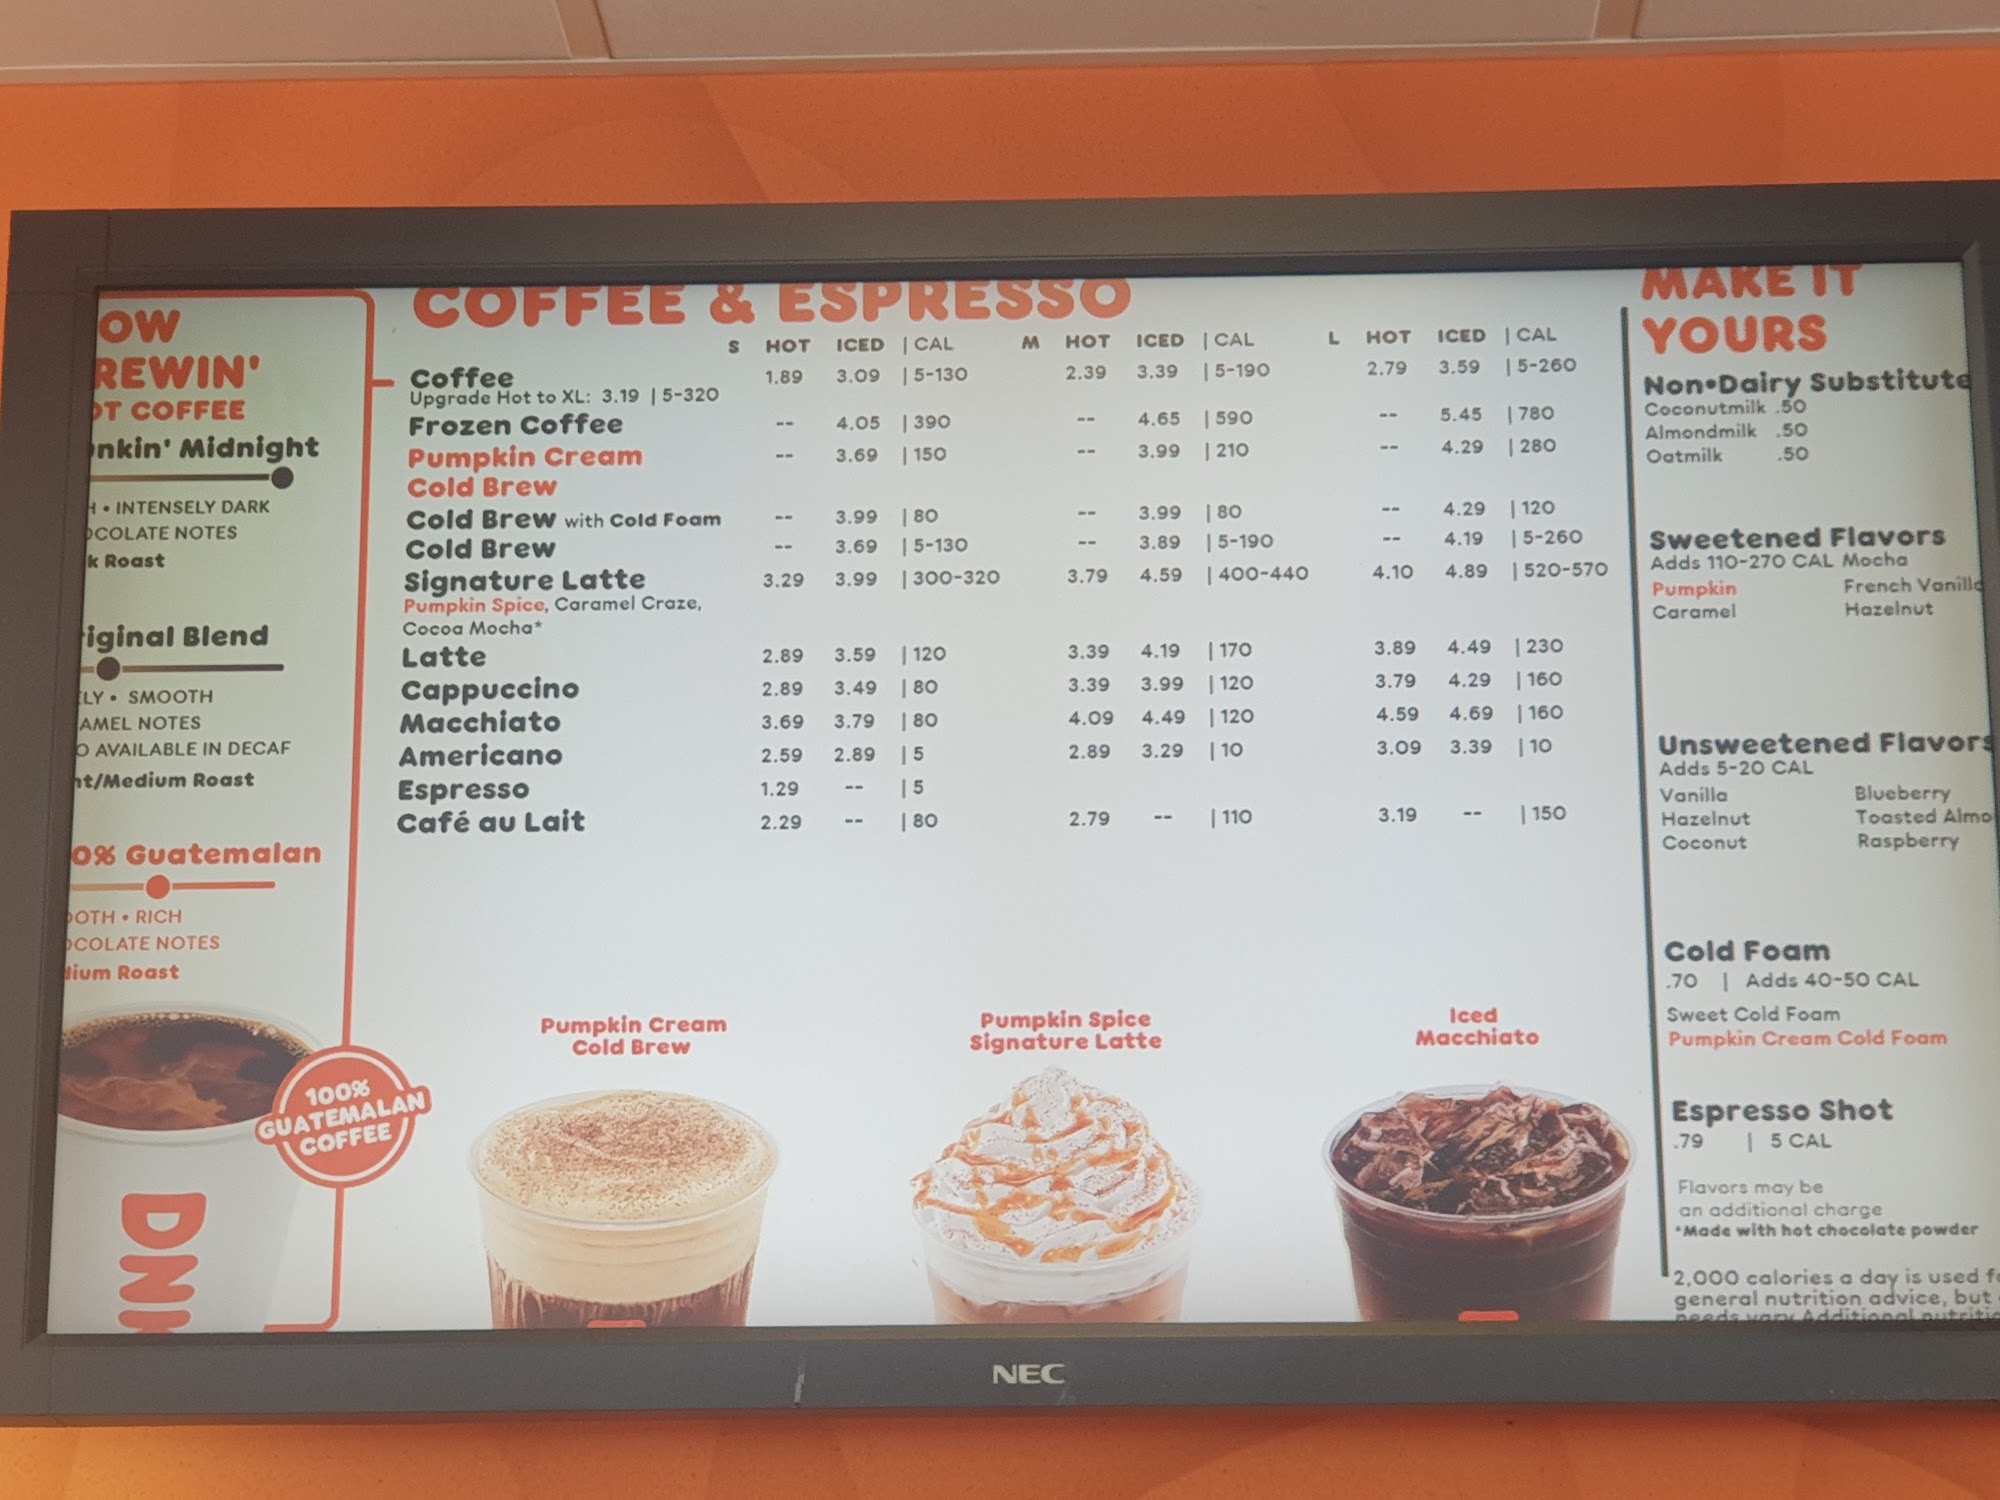 OW
REWIN'
OT COFFEE
nkin' Midnight
H • INTENSELY DARK
OCOLATE NOTES
k Roast
iginal Blend
ELY • SMOOTH
AMEL NOTES
O AVAILABLE IN DECAF
ht/Medium Roast
0% Guatemalan
OOTH • RICH
OCOLATE NOTES
dium Roast
100%
GUATEMALAN
COFFEE
DNK
COFFEE & ESPRESSO
S HOT ICED | CAL M HOT ICED | CAL L HOT ICED | CAL
Coffee 1.89 3.09 | 5-130 2.39 3.39 | 5-190 2.79 3.59 | 5-260
Upgrade Hot to XL: 3.19 | 5-320
Frozen Coffee -- 4.05 | 390 -- 4.65 | 590 -- 5.45 | 780
Pumpkin Cream -- 3.69 | 150 -- 3.99 | 210 -- 4.29 | 280
Cold Brew
Cold Brew with Cold Foam -- 3.99 | 80 -- 3.99 | 80 -- 4.29 | 120
Cold Brew -- 3.69 | 5-130 -- 3.89 | 5-190 -- 4.19 | 5-260
Signature Latte 3.29 3.99 | 300-320 3.79 4.59 | 400-440 4.10 4.89 | 520-570
Pumpkin Spice, Caramel Craze,
Cocoa Mocha*
Latte 2.89 3.59 | 120 3.39 4.19 | 170 3.89 4.49 | 230
Cappuccino 2.89 3.49 | 80 3.39 3.99 | 120 3.79 4.29 | 160
Macchiato 3.69 3.79 | 80 4.09 4.49 | 120 4.59 4.69 | 160
Americano 2.59 2.89 | 5 2.89 3.29 | 10 3.09 3.39 | 10
Espresso 1.29 -- | 5
Café au Lait 2.29 -- | 80 2.79 -- | 110 3.19 -- | 150
Pumpkin Cream
Cold Brew
Pumpkin Spice
Signature Latte
Iced
Macchiato
MAKE IT
YOURS
Non•Dairy Substitute
Coconutmilk .50
Almondmilk .50
Oatmilk .50
Sweetened Flavors
Adds 110-270 CAL Mocha
Pumpkin French Vanilla
Caramel Hazelnut
Unsweetened Flavors
Adds 5-20 CAL
Vanilla Blueberry
Hazelnut Toasted Almo
Coconut Raspberry
Cold Foam
.70 | Adds 40-50 CAL
Sweet Cold Foam
Pumpkin Cream Cold Foam
Espresso Shot
.79 | 5 CAL
Flavors may be
an additional charge
*Made with hot chocolate powder
2,000 calories a day is used f
general nutrition advice, but
needs vary Additional nutriti
NEC